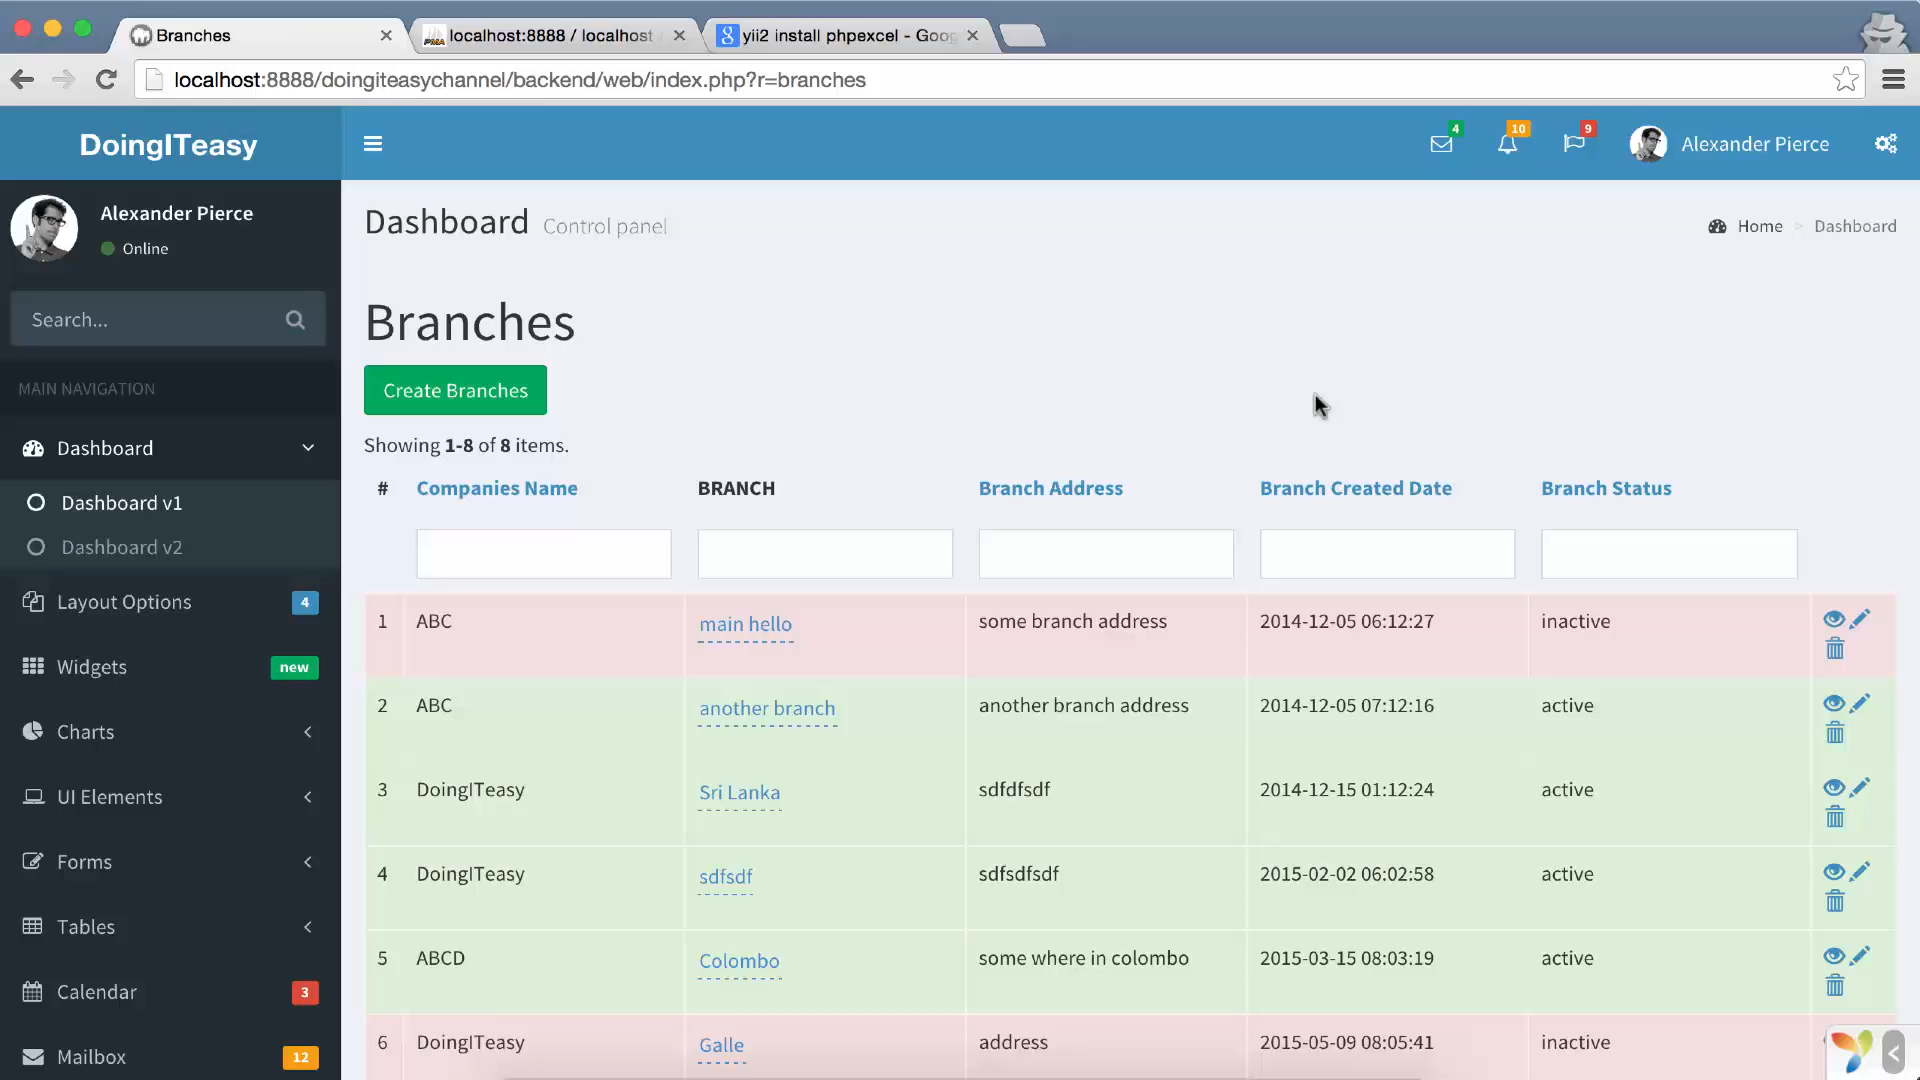 Branches
localhost:8888 / localhost
yii2 install phpexcel - Goog
localhost:8888/doingiteasychannel/backend/web/index.php?r=branches
DoingITeasy
4
10
9
Alexander Pierce
Alexander Pierce
Online
Search...
MAIN NAVIGATION
Dashboard
Dashboard v1
Dashboard v2
Layout Options 4
Widgets new
Charts
UI Elements
Forms
Tables
Calendar 3
Mailbox 12
Dashboard Control panel
Home > Dashboard
Branches
Create Branches
Showing 1-8 of 8 items.
# Companies Name BRANCH Branch Address Branch Created Date Branch Status
1 ABC main hello some branch address 2014-12-05 06:12:27 inactive
2 ABC another branch another branch address 2014-12-05 07:12:16 active
3 DoingITeasy Sri Lanka sdfdfsdf 2014-12-15 01:12:24 active
4 DoingITeasy sdfsdf sdfsdfsdf 2015-02-02 06:02:58 active
5 ABCD Colombo some where in colombo 2015-03-15 08:03:19 active
6 DoingITeasy Galle address 2015-05-09 08:05:41 inactive